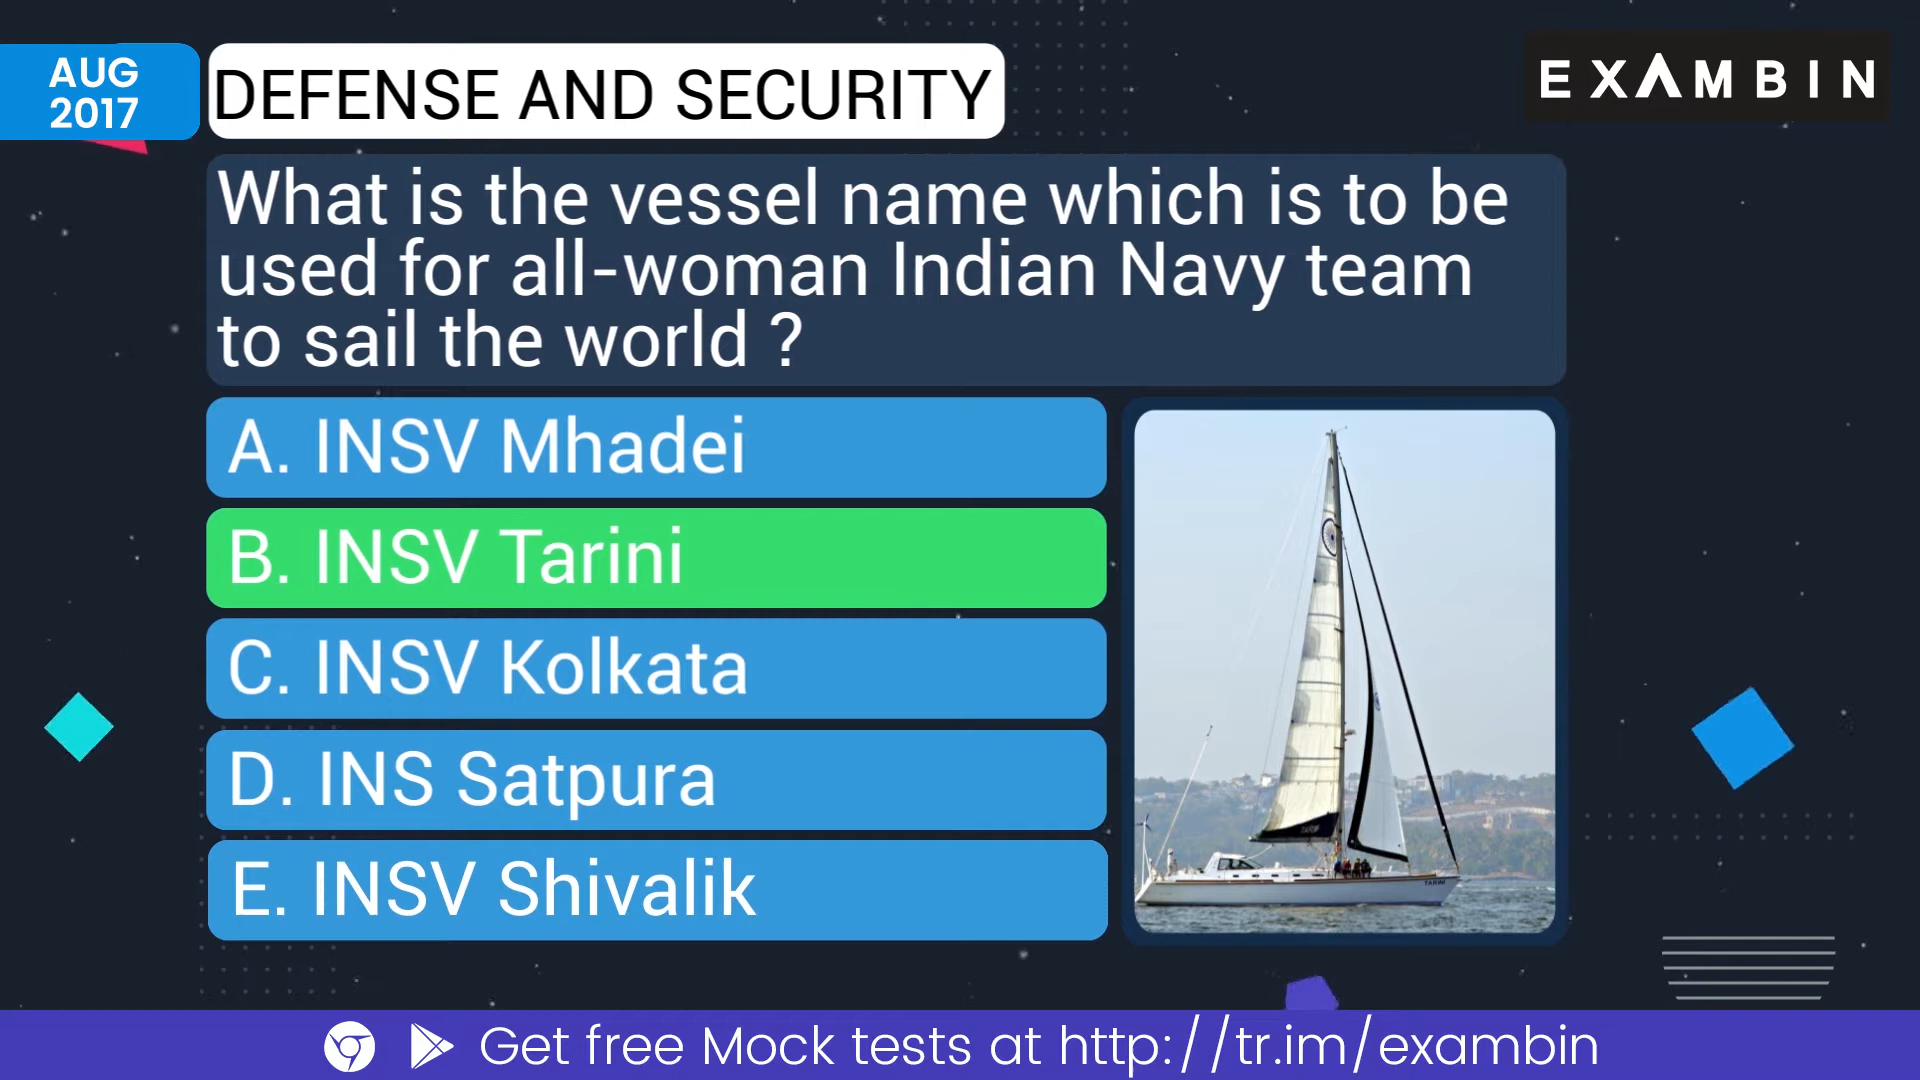 AUG
2017
DEFENSE AND SECURITY
EXAMBIN
What is the vessel name which is to be
used for all-woman Indian Navy team
to sail the world ?
A. INSV Mhadei
B. INSV Tarini
C. INSV Kolkata
D. INS Satpura
E. INSV Shivalik
TARINI
Get free Mock tests at http://tr.im/exambin